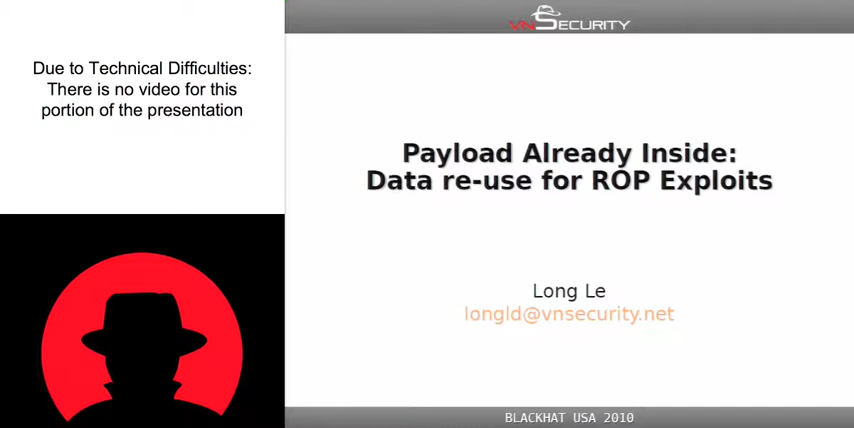 Due to Technical Difficulties:
There is no video for this
portion of the presentation
VNSECURITY
Payload Already Inside:
Data re-use for ROP Exploits
Long Le
longld@vnsecurity.net
BLACKHAT USA 2010